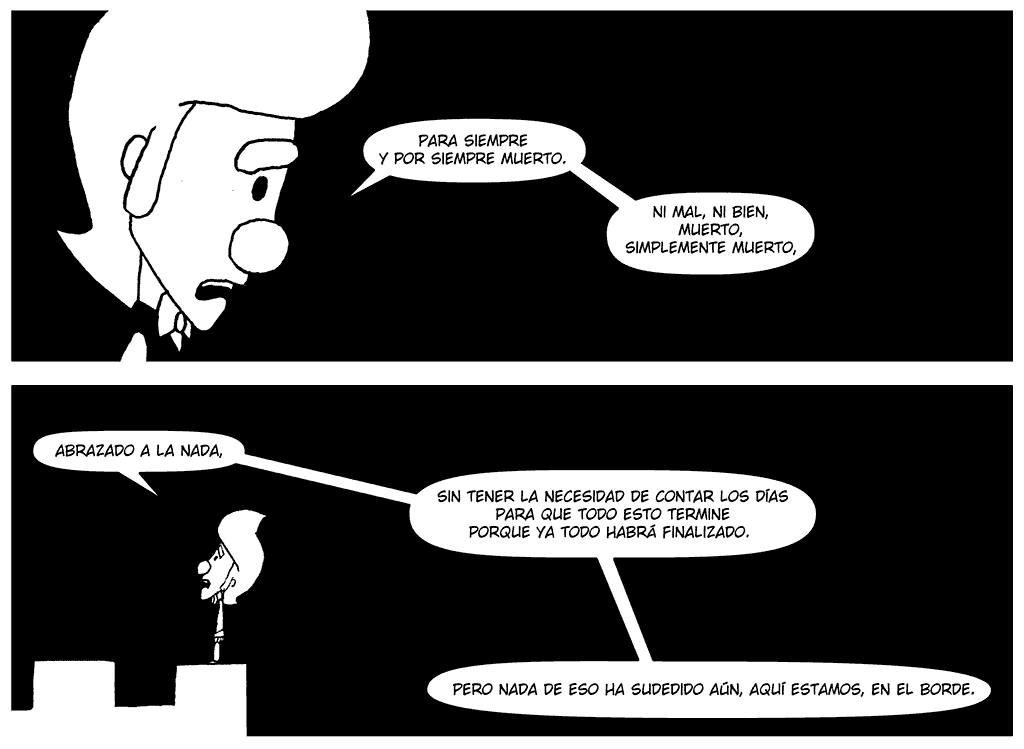 PARA SIEMPRE
Y POR SIEMPRE MUERTO.
NI MAL, NI BIEN,
MUERTO,
SIMPLEMENTE MUERTO,
ABRAZADO A LA NADA,
SIN TENER LA NECESIDAD DE CONTAR LOS DÍAS
PARA QUE TODO ESTO TERMINE
PORQUE YA TODO HABRÁ FINALIZADO.
PERO NADA DE ESO HA SUDEDIDO AÚN, AQUÍ ESTAMOS, EN EL BORDE.